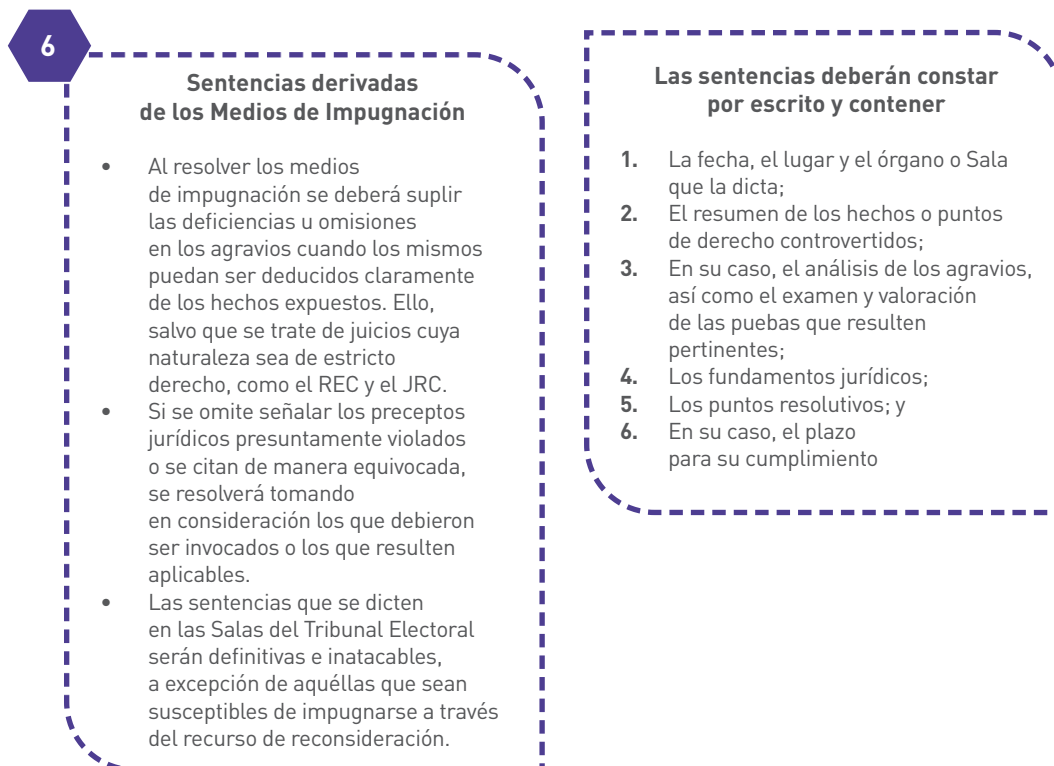 6
Sentencias derivadas
de los Medios de Impugnación
• Al resolver los medios
de impugnación se deberá suplir
las deficiencias u omisiones
en los agravios cuando los mismos
puedan ser deducidos claramente
de los hechos expuestos. Ello,
salvo que se trate de juicios cuya
naturaleza sea de estricto
derecho, como el REC y el JRC.
• Si se omite señalar los preceptos
jurídicos presuntamente violados
o se citan de manera equivocada,
se resolverá tomando
en consideración los que debieron
ser invocados o los que resulten
aplicables.
• Las sentencias que se dicten
en las Salas del Tribunal Electoral
serán definitivas e inatacables,
a excepción de aquéllas que sean
susceptibles de impugnarse a través
del recurso de reconsideración.
Las sentencias deberán constar
por escrito y contener
1. La fecha, el lugar y el órgano o Sala
que la dicta;
2. El resumen de los hechos o puntos
de derecho controvertidos;
3. En su caso, el análisis de los agravios,
así como el examen y valoración
de las puebas que resulten
pertinentes;
4. Los fundamentos jurídicos;
5. Los puntos resolutivos; y
6. En su caso, el plazo
para su cumplimiento